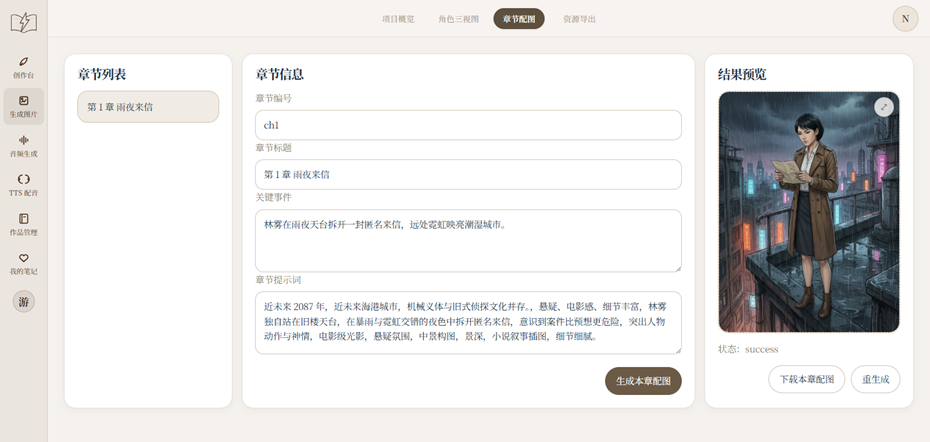 项目概览
角色三视图
章节配图
资源导出
N
创作台
生成图片
音频生成
TTS 配音
作品管理
我的笔记
游
章节列表
第 1 章 雨夜来信
章节信息
章节编号
ch1
章节标题
第 1 章 雨夜来信
关键事件
林雾在雨夜天台拆开一封匿名来信，远处霓虹映亮潮湿城市。
章节提示词
近未来 2087 年，近未来海港城市，机械义体与旧式侦探文化并存。，悬疑、电影感、细节丰富，林雾
独自站在旧楼天台，在暴雨与霓虹交错的夜色中拆开匿名来信，意识到案件比预想更危险，突出人物
动作与神情，电影级光影，悬疑氛围，中景构图，景深，小说叙事插图，细节细腻。
生成本章配图
结果预览
状态：success
下载本章配图
重生成